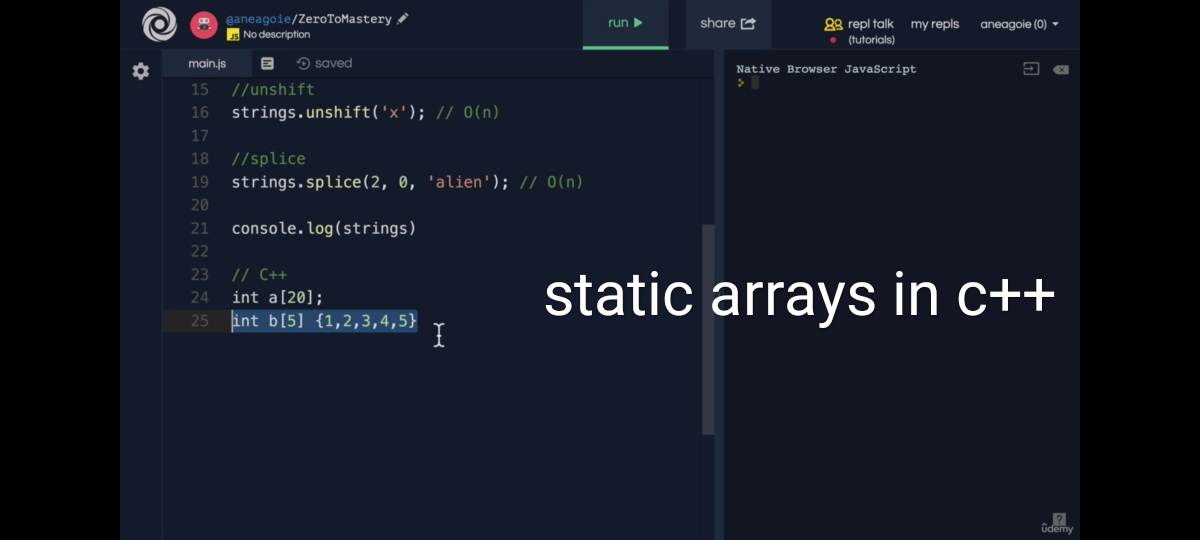 @aneagoie/ZeroToMastery
JS No description
run
share
repl talk
(tutorials)
my repls
aneagoie (0)
main.js
saved
15 //unshift
16 strings.unshift('x'); // O(n)
17
18 //splice
19 strings.splice(2, 0, 'alien'); // O(n)
20
21 console.log(strings)
22
23 // C++
24 int a[20];
25 int b[5] {1,2,3,4,5}
Native Browser JavaScript
static arrays in c++
?
ûdemy